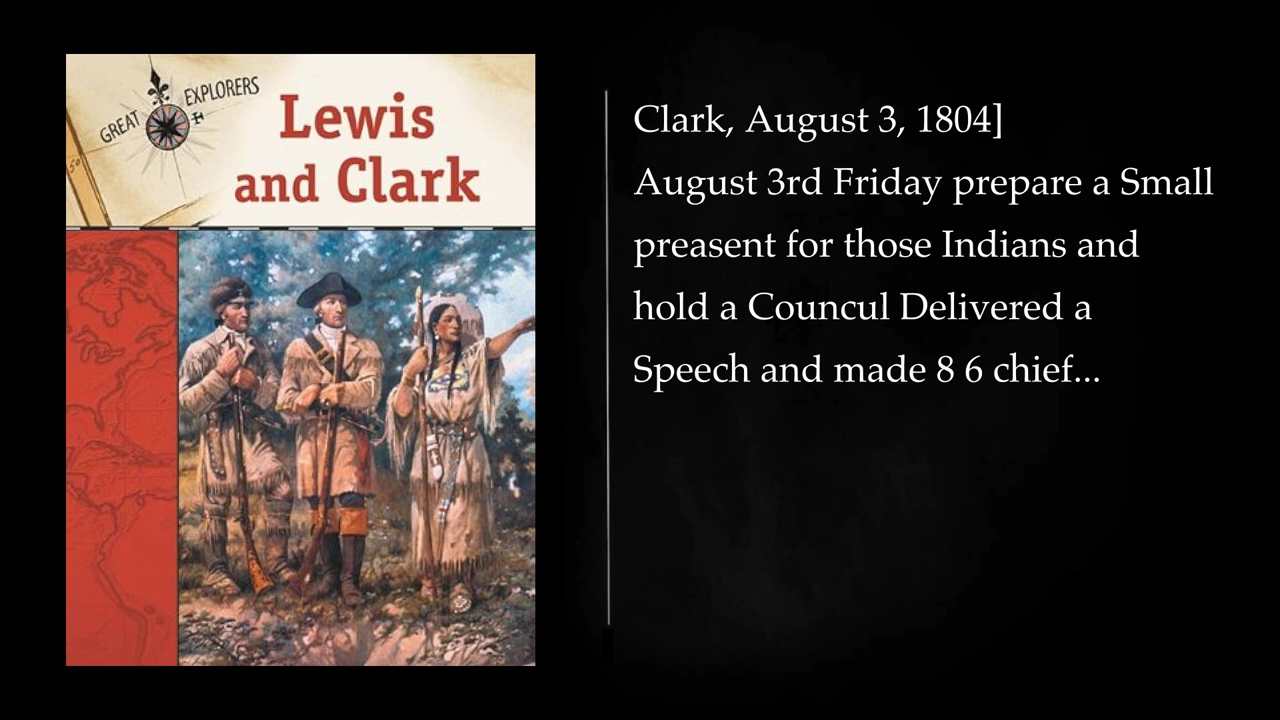 GREAT EXPLORERS
Lewis
and Clark
50
Clark, August 3, 1804]
August 3rd Friday prepare a Small
preasent for those Indians and
hold a Councul Delivered a
Speech and made 8 6 chief...